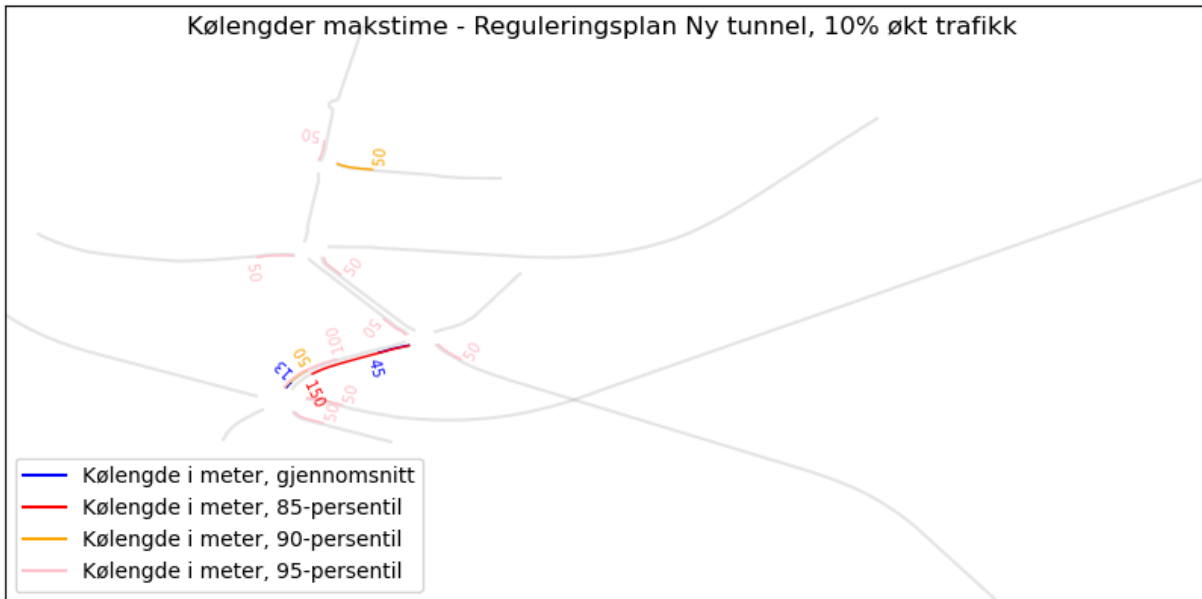 Kølengder makstime - Reguleringsplan Ny tunnel, 10% økt trafikk
50
50
50
50
50
100
50
50
45
13
150
50
50
Kølengde i meter, gjennomsnitt
Kølengde i meter, 85-persentil
Kølengde i meter, 90-persentil
Kølengde i meter, 95-persentil